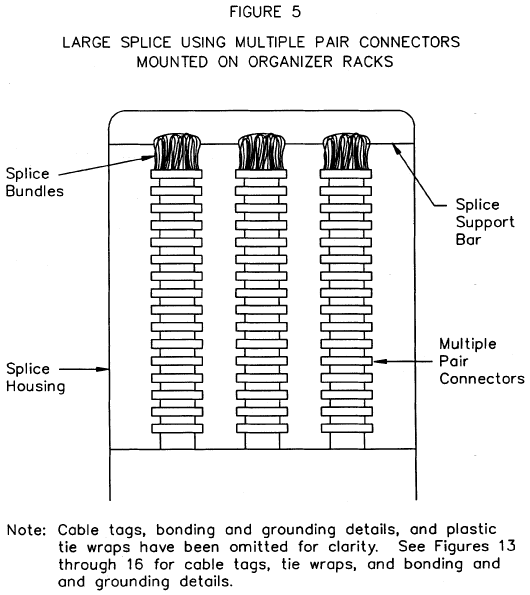 FIGURE 5
LARGE SPLICE USING MULTIPLE PAIR CONNECTORS
MOUNTED ON ORGANIZER RACKS
Splice
Bundles
Splice
Support
Bar
Splice
Housing
Multiple
Pair
Connectors
Note: Cable tags, bonding and grounding details, and plastic
tie wraps have been omitted for clarity. See Figures 13
through 16 for cable tags, tie wraps, and bonding and
and grounding details.